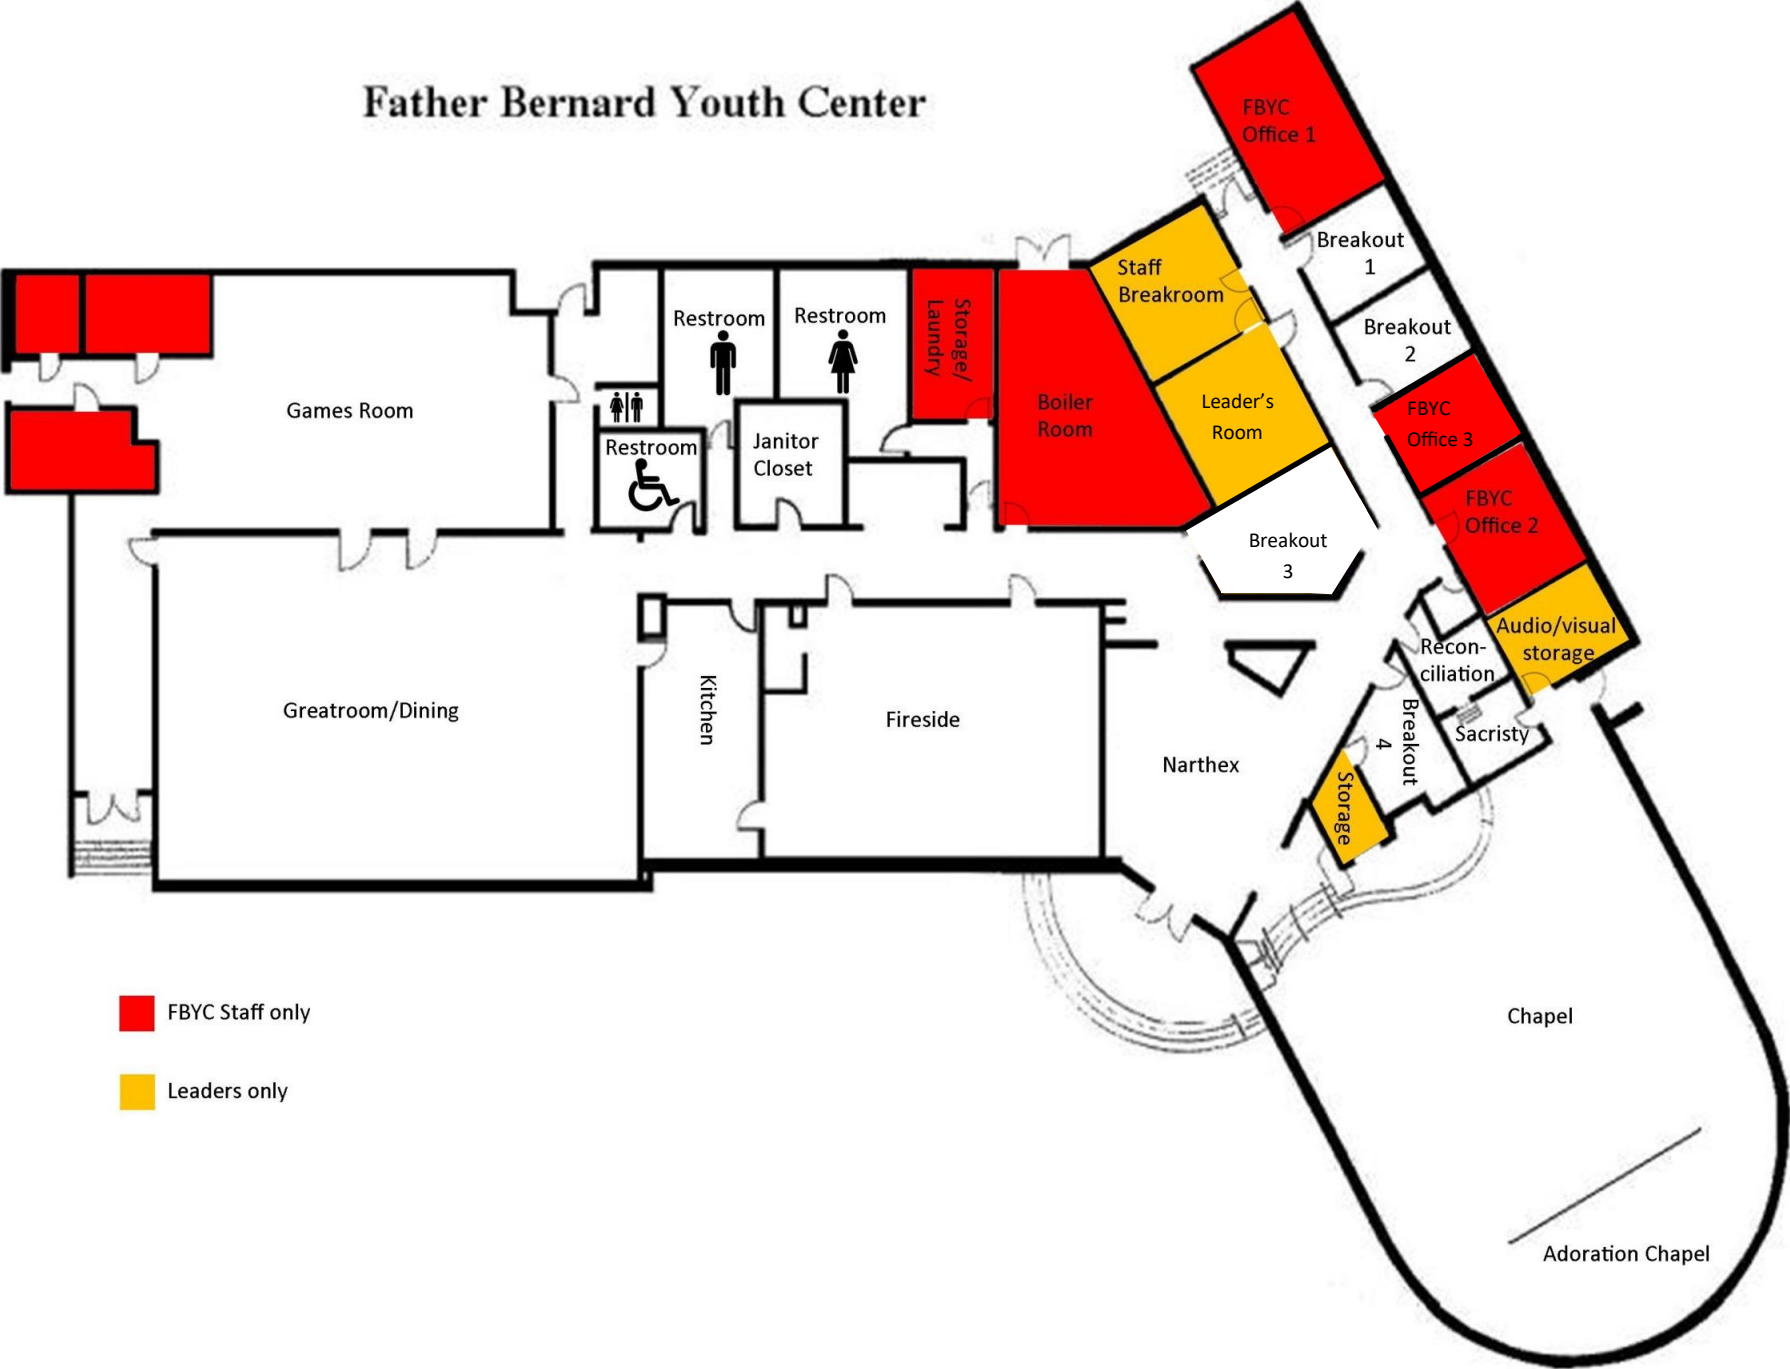 Father Bernard Youth Center
FBYC
Office 1
Breakout
1
Breakout
2
Staff
Breakroom
Restroom
Restroom
Storage/
Laundry
Boiler
Room
Leader’s
Room
FBYC
Office 3
Games Room
Restroom
Janitor
Closet
FBYC
Office 2
Breakout
3
Audio/visual
storage
Recon-
ciliation
Greatroom/Dining
Kitchen
Fireside
Narthex
Breakout
4
Sacristy
Storage
FBYC Staff only
Leaders only
Chapel
Adoration Chapel